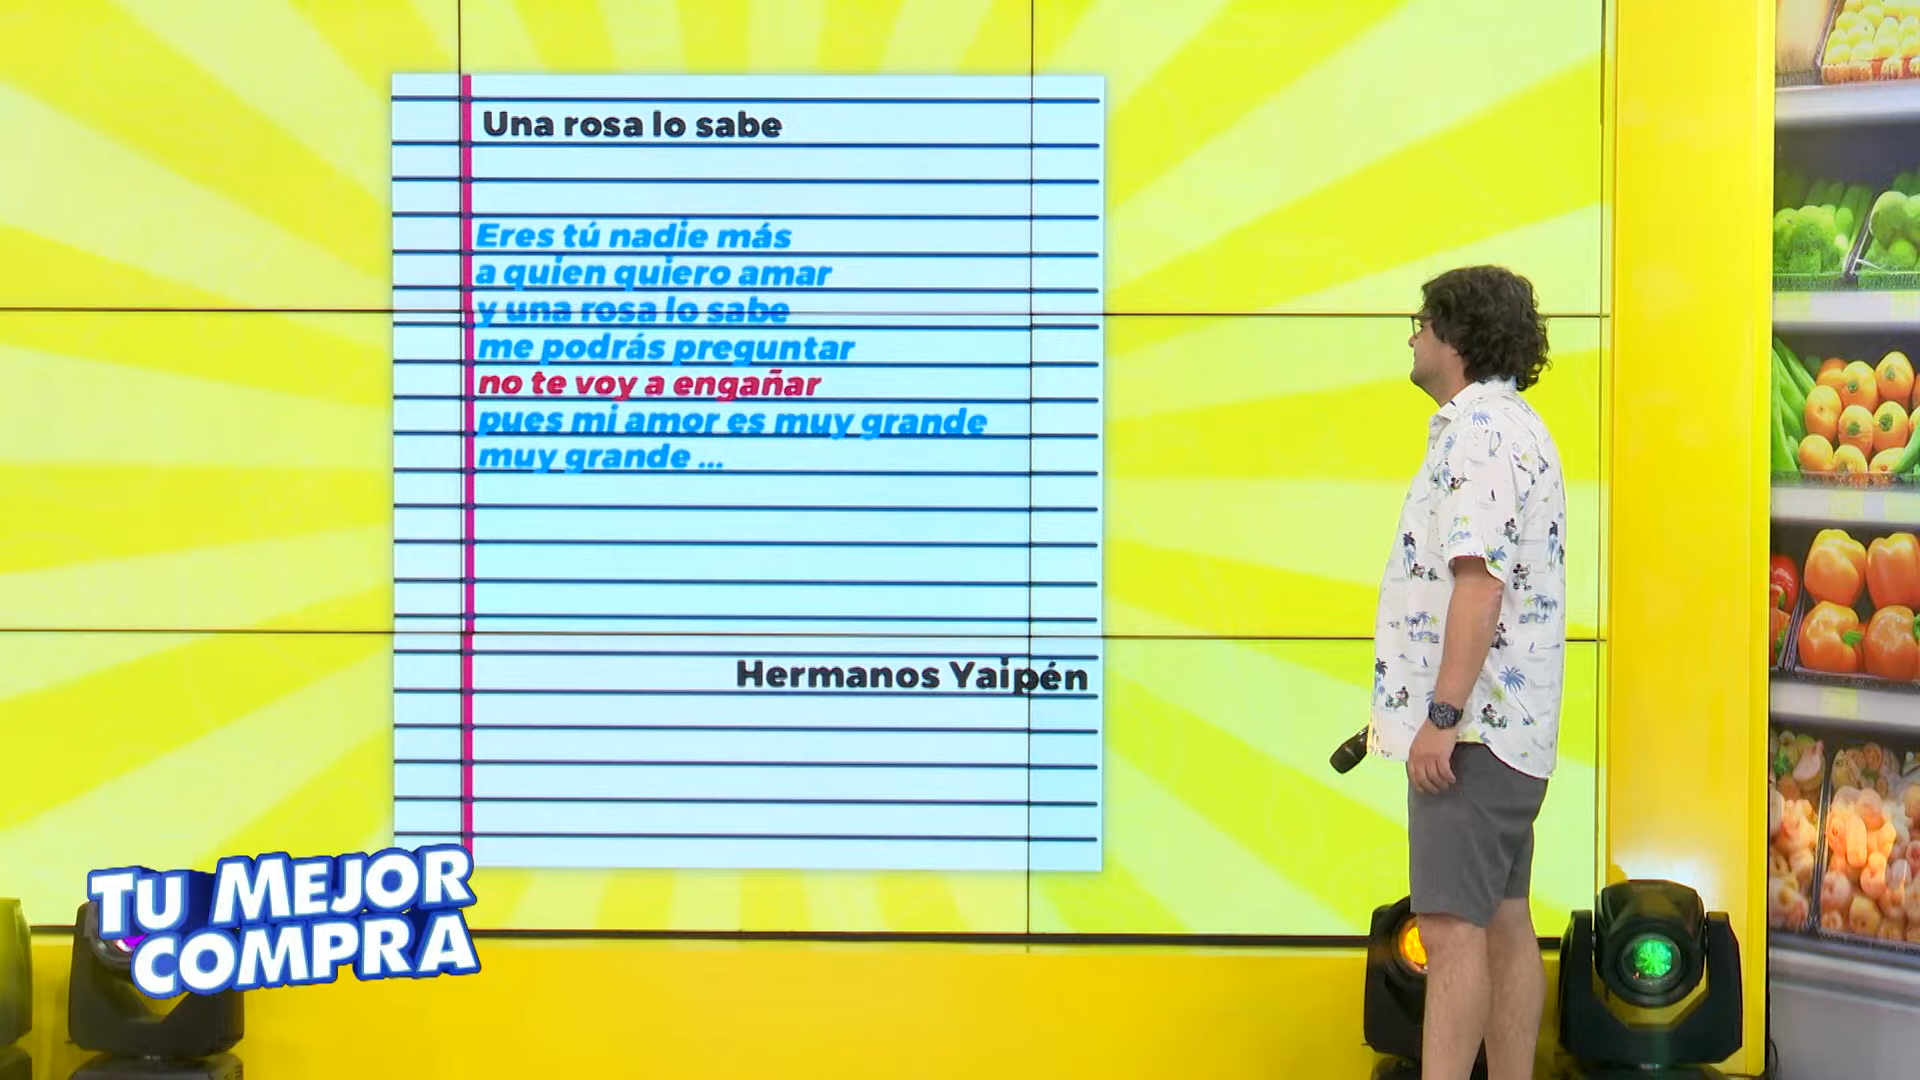 Una rosa lo sabe
Eres tú nadie más
a quien quiero amar
y una rosa lo sabe
me podrás preguntar
no te voy a engañar
pues mi amor es muy grande
muy grande ...
Hermanos Yaipén
TU MEJOR
COMPRA